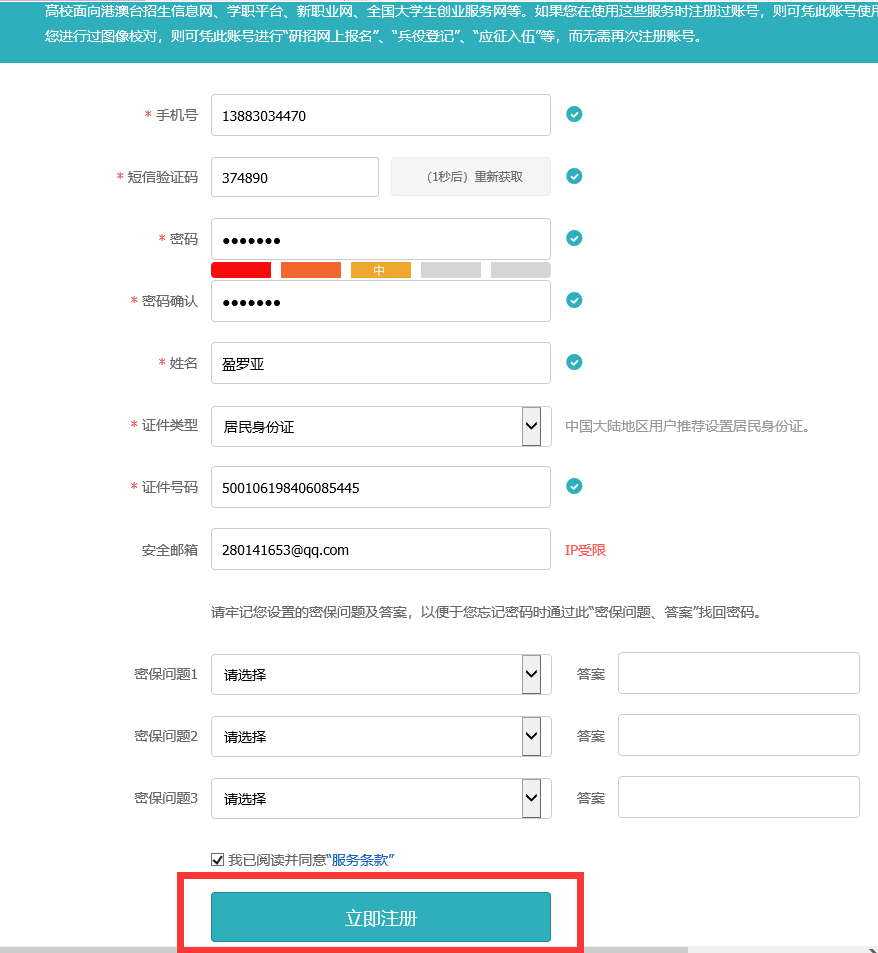 高校面向港澳台招生信息网、学职平台、新职业网、全国大学生创业服务网等。如果您在使用这些服务时注册过账号，则可凭此账号使用
您进行过图像校对，则可凭此账号进行“研招网上报名”、“兵役登记”、“应征入伍”等，而无需再次注册账号。
* 手机号 13883034470
* 短信验证码 374890 （1秒后）重新获取
* 密码 ●●●●●●●
中
* 密码确认 ●●●●●●●
* 姓名 盈罗亚
* 证件类型 居民身份证 中国大陆地区用户推荐设置居民身份证。
* 证件号码 500106198406085445
安全邮箱 280141653@qq.com IP受限
请牢记您设置的密保问题及答案，以便于您忘记密码时通过此“密保问题、答案”找回密码。
密保问题1 请选择 答案
密保问题2 请选择 答案
密保问题3 请选择 答案
我已阅读并同意“服务条款”
立即注册